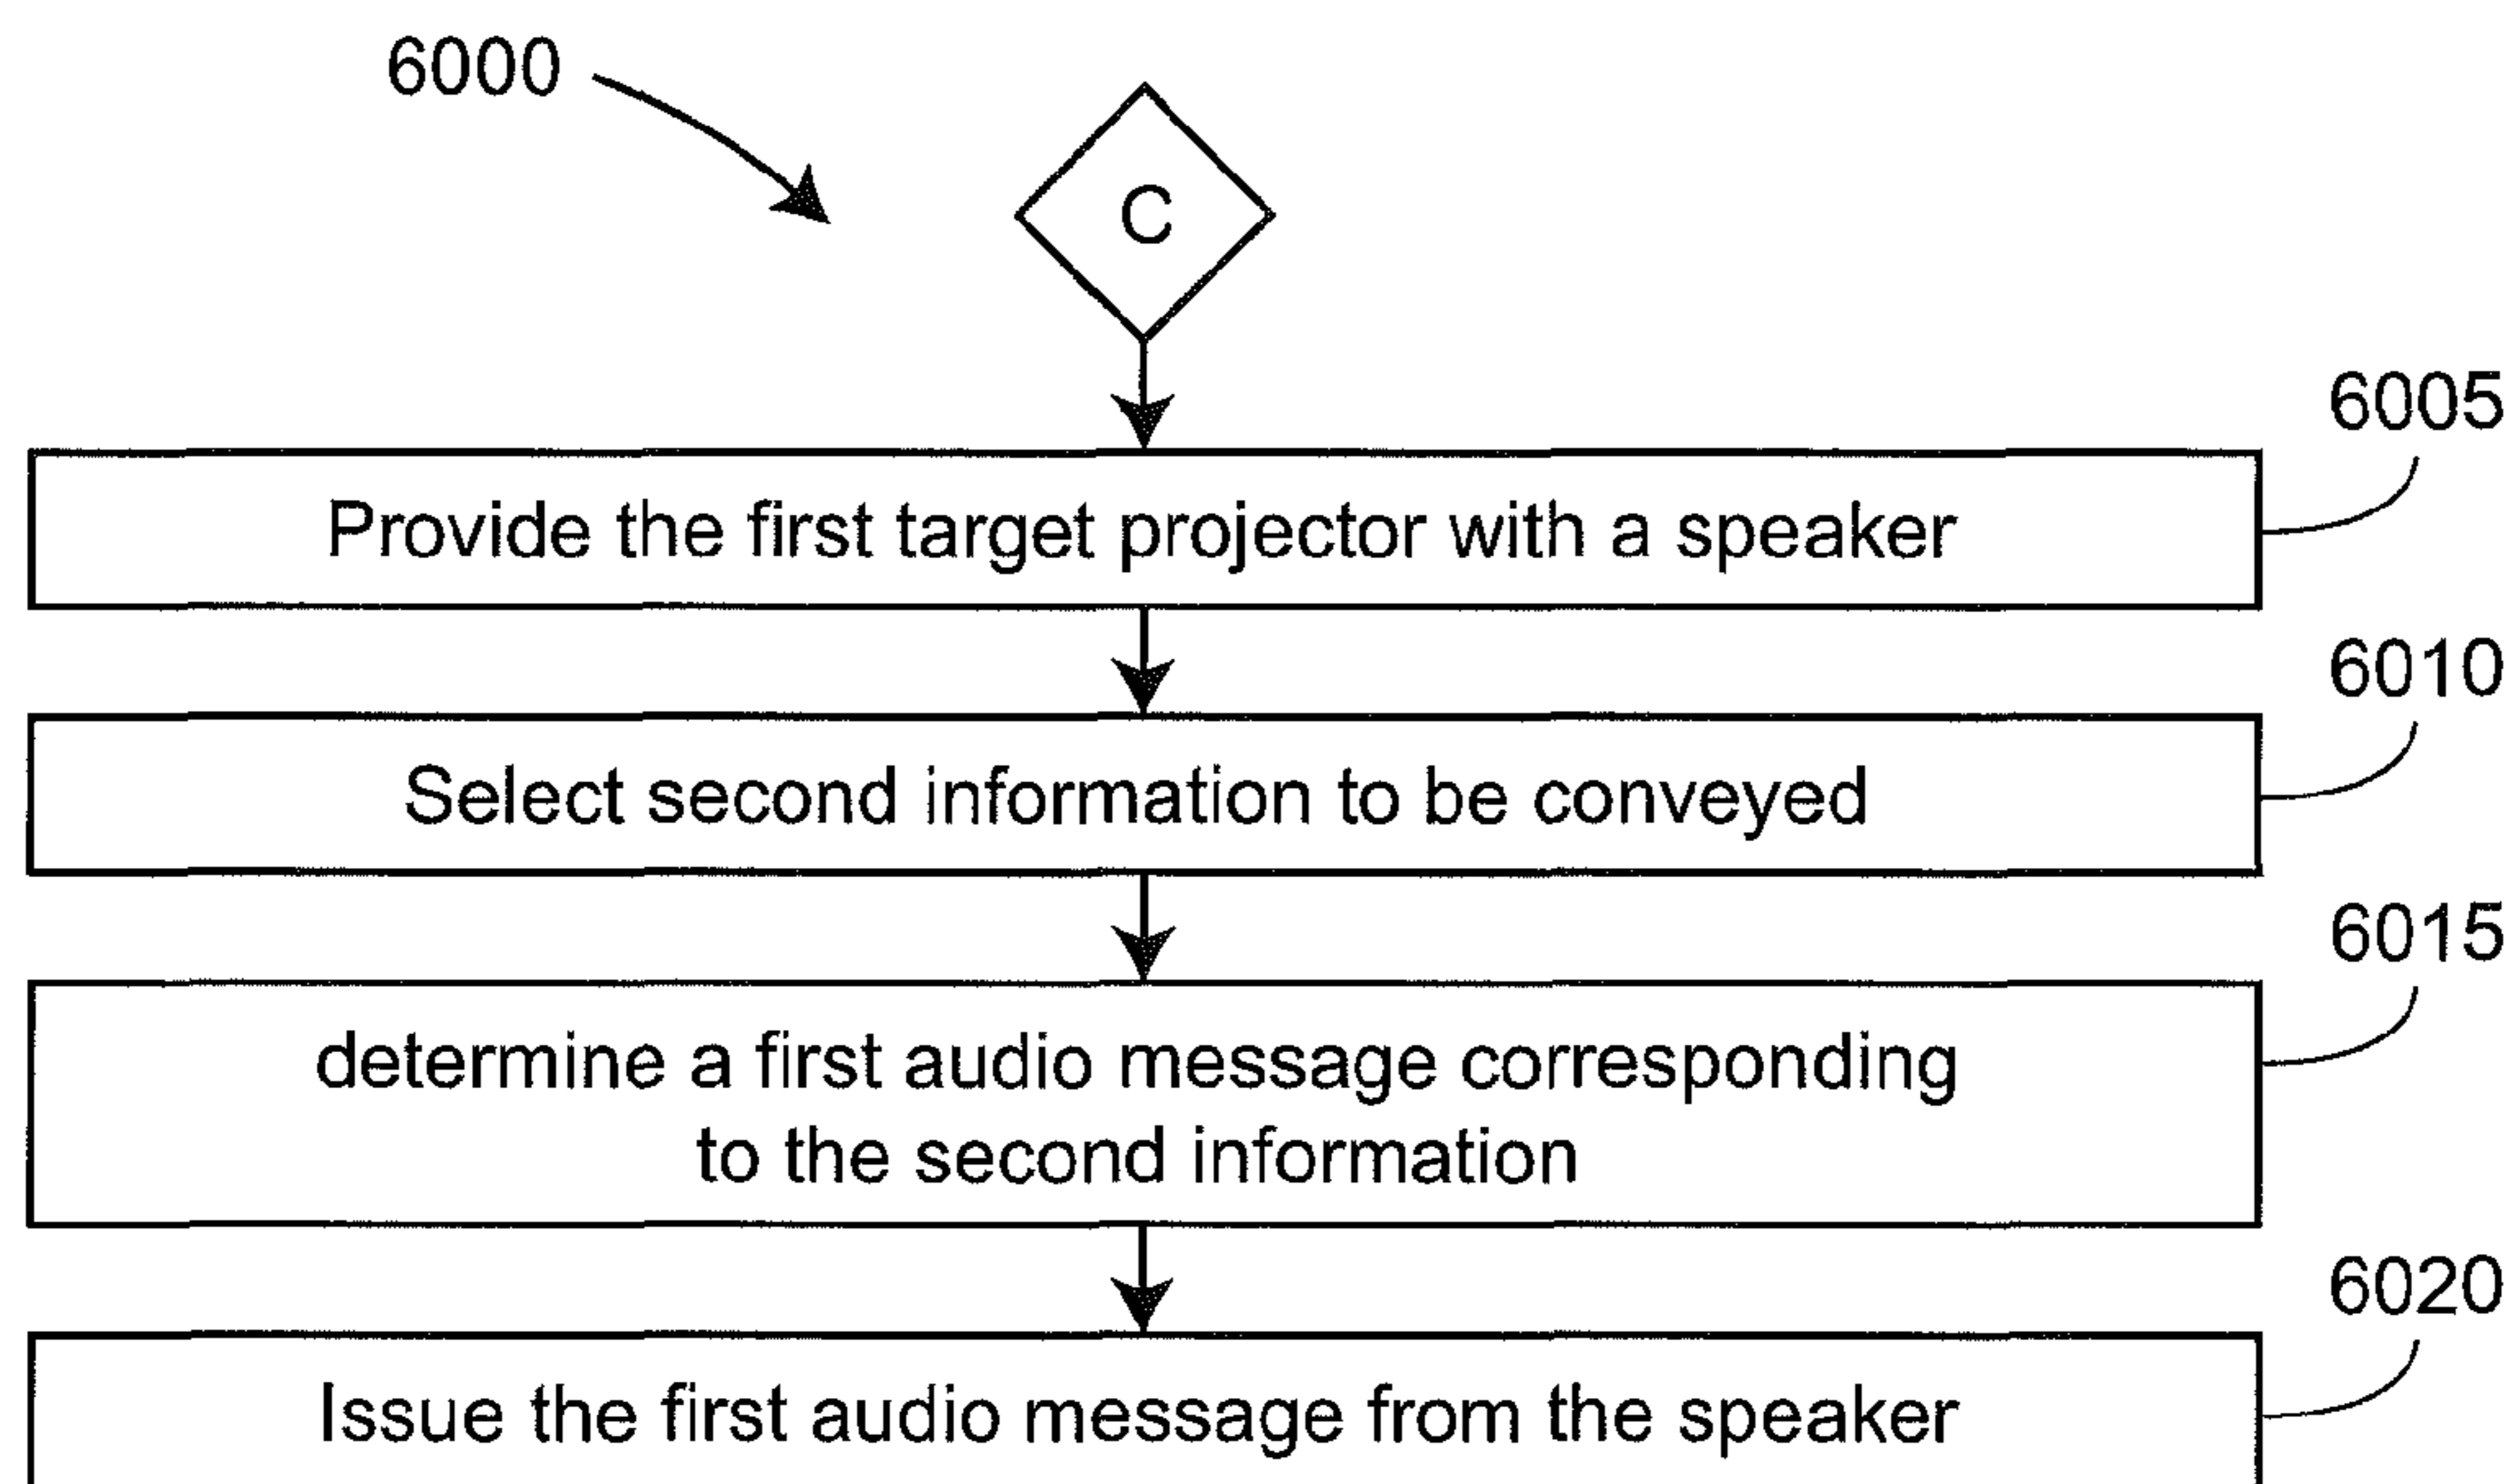 6000
C
6005
Provide the first target projector with a speaker
6010
Select second information to be conveyed
6015
determine a first audio message corresponding
to the second information
6020
Issue the first audio message from the speaker